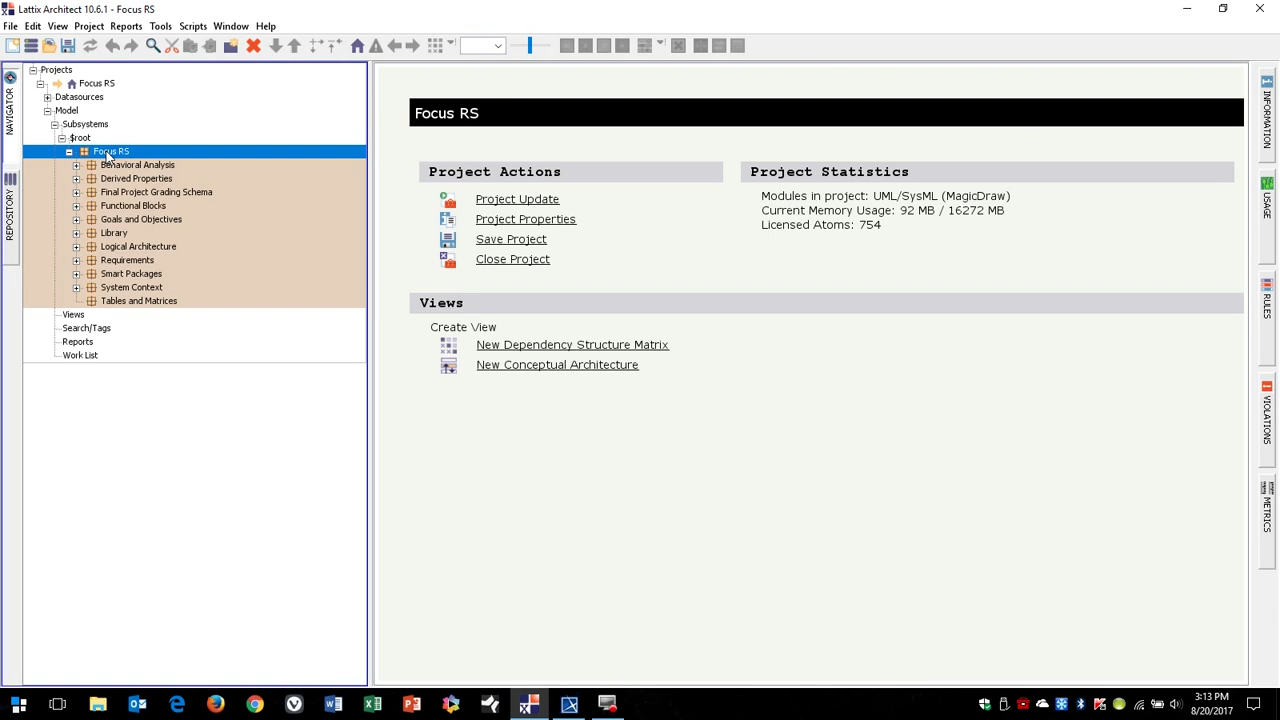 Lattix Architect 10.6.1 - Focus RS
File Edit View Project Reports Tools Scripts Window Help
NAVIGATOR
REPOSITORY
Projects
Focus RS
Datasources
Model
Subsystems
$root
Focus RS
Behavioral Analysis
Derived Properties
Final Project Grading Schema
Functional Blocks
Goals and Objectives
Library
Logical Architecture
Requirements
Smart Packages
System Context
Tables and Matrices
Views
Search/Tags
Reports
Work List
Focus RS
Project Actions
Project Update
Project Properties
Save Project
Close Project
Project Statistics
Modules in project: UML/SysML (MagicDraw)
Current Memory Usage: 92 MB / 16272 MB
Licensed Atoms: 754
Views
Create View
New Dependency Structure Matrix
New Conceptual Architecture
INFORMATION
USAGE
RULES
VIOLATIONS
METRICS
3:13 PM
8/20/2017